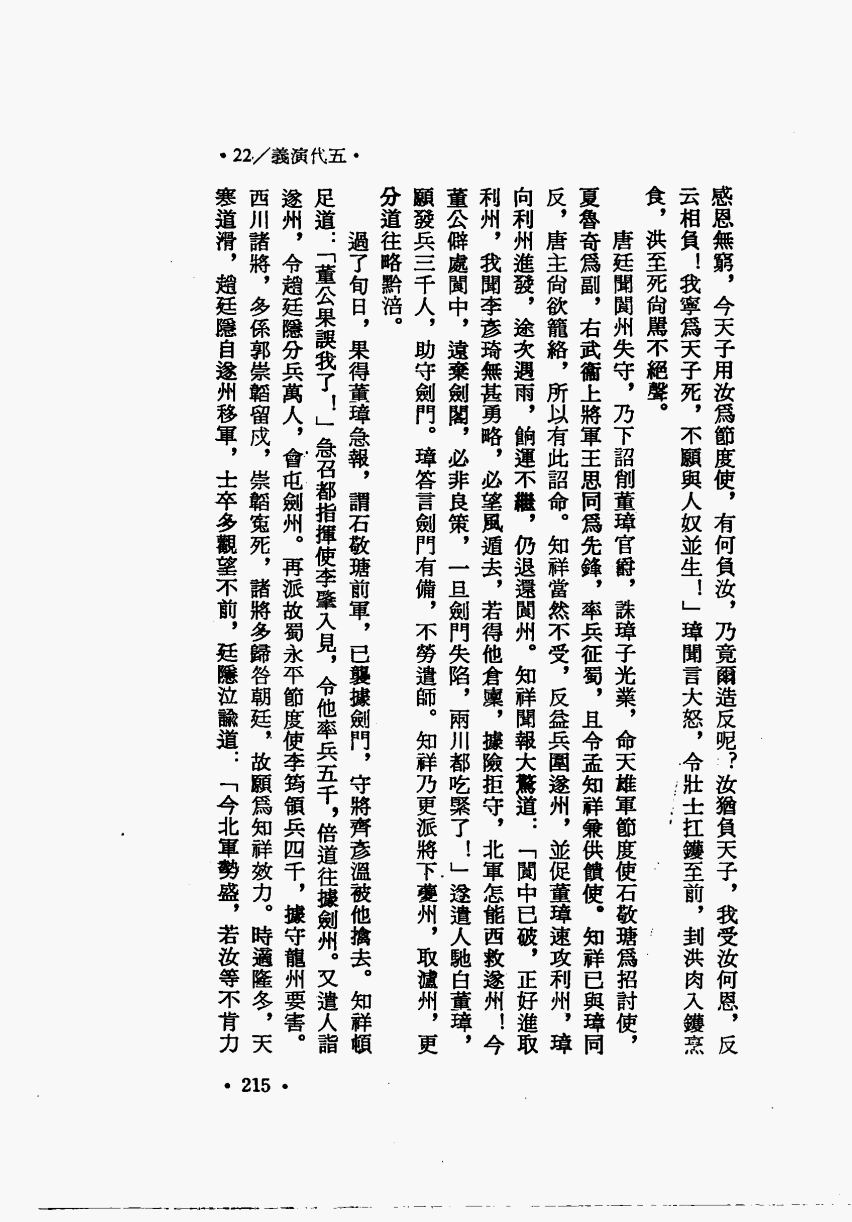 •22／義演代五•
感恩無窮，今天子用汝爲節度使，有何負汝，乃竟爾造反呢？汝猶負天子，我受汝何恩，反
云相負！我寧爲天子死，不願與人奴並生！」璋聞言大怒，令壯士扛鑊至前，刲洪肉入鑊烹
食，洪至死尚駡不絕聲。
唐廷聞閬州失守，乃下詔削董璋官爵，誅璋子光業，命天雄軍節度使石敬瑭爲招討使，
夏魯奇爲副，右武衞上將軍王思同爲先鋒，率兵征蜀，且令孟知祥兼供饋使。知祥已與璋同
反，唐主尙欲籠絡，所以有此詔命。知祥當然不受，反益兵圍遂州，並促董璋速攻利州，璋
向利州進發，途次遇雨，餉運不繼，仍退還閬州。知祥聞報大驚道：「閬中已破，正好進取
利州，我聞李彥琦無甚勇略，必望風遁去，若得他倉廩，據險拒守，北軍怎能西救遂州！今
董公僻處閬中，遠棄劍閣，必非良策，一旦劍門失陷，兩川都吃緊了！」遂遣人馳白董璋，
願發兵三千人，助守劍門。璋答言劍門有備，不勞遣師。知祥乃更派將下夔州，取瀘州，更
分道往略黔涪。
過了旬日，果得董璋急報，謂石敬瑭前軍，已襲據劍門，守將齊彥溫被他擒去。知祥頓
足道：「董公果誤我了！」急召都指揮使李肇入見，令他率兵五千，倍道往據劍州。又遣人詣
遂州，令趙廷隱分兵萬人，會屯劍州。再派故蜀永平節度使李筠領兵四千，據守龍州要害。
西川諸將，多係郭崇韜留戍，崇韜寃死，諸將多歸咎朝廷，故願爲知祥效力。時適隆冬，天
寒道滑，趙廷隱自遂州移軍，士卒多觀望不前，廷隱泣諭道：「今北軍勢盛，若汝等不肯力
•215•